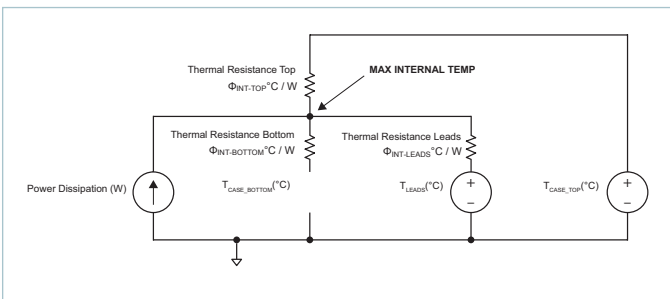 Thermal Resistance Top
ΦINT-TOP°C / W
MAX INTERNAL TEMP
Thermal Resistance Bottom
ΦINT-BOTTOM°C / W
Thermal Resistance Leads
ΦINT-LEADS°C / W
Power Dissipation (W)
TCASE_BOTTOM(°C)
TLEADS(°C)
+
–
TCASE_TOP(°C)
+
–